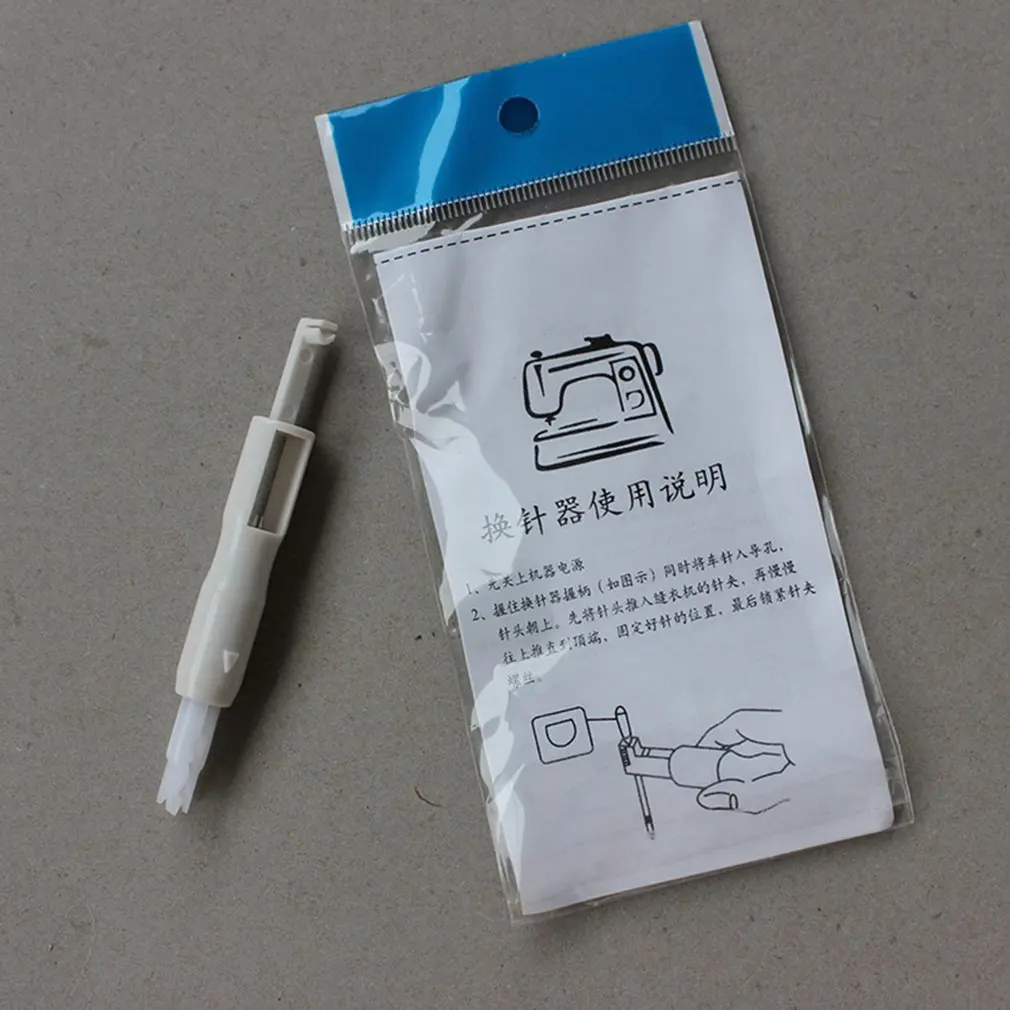 换针器使用说明
1、先关上机器电源
2、握住换针器握柄（如图示）同时将车针入导孔，
针头朝上。先将针头推入缝衣机的针夹，再慢慢
往上推直到顶端，固定好针的位置，最后锁紧针夹
螺丝。